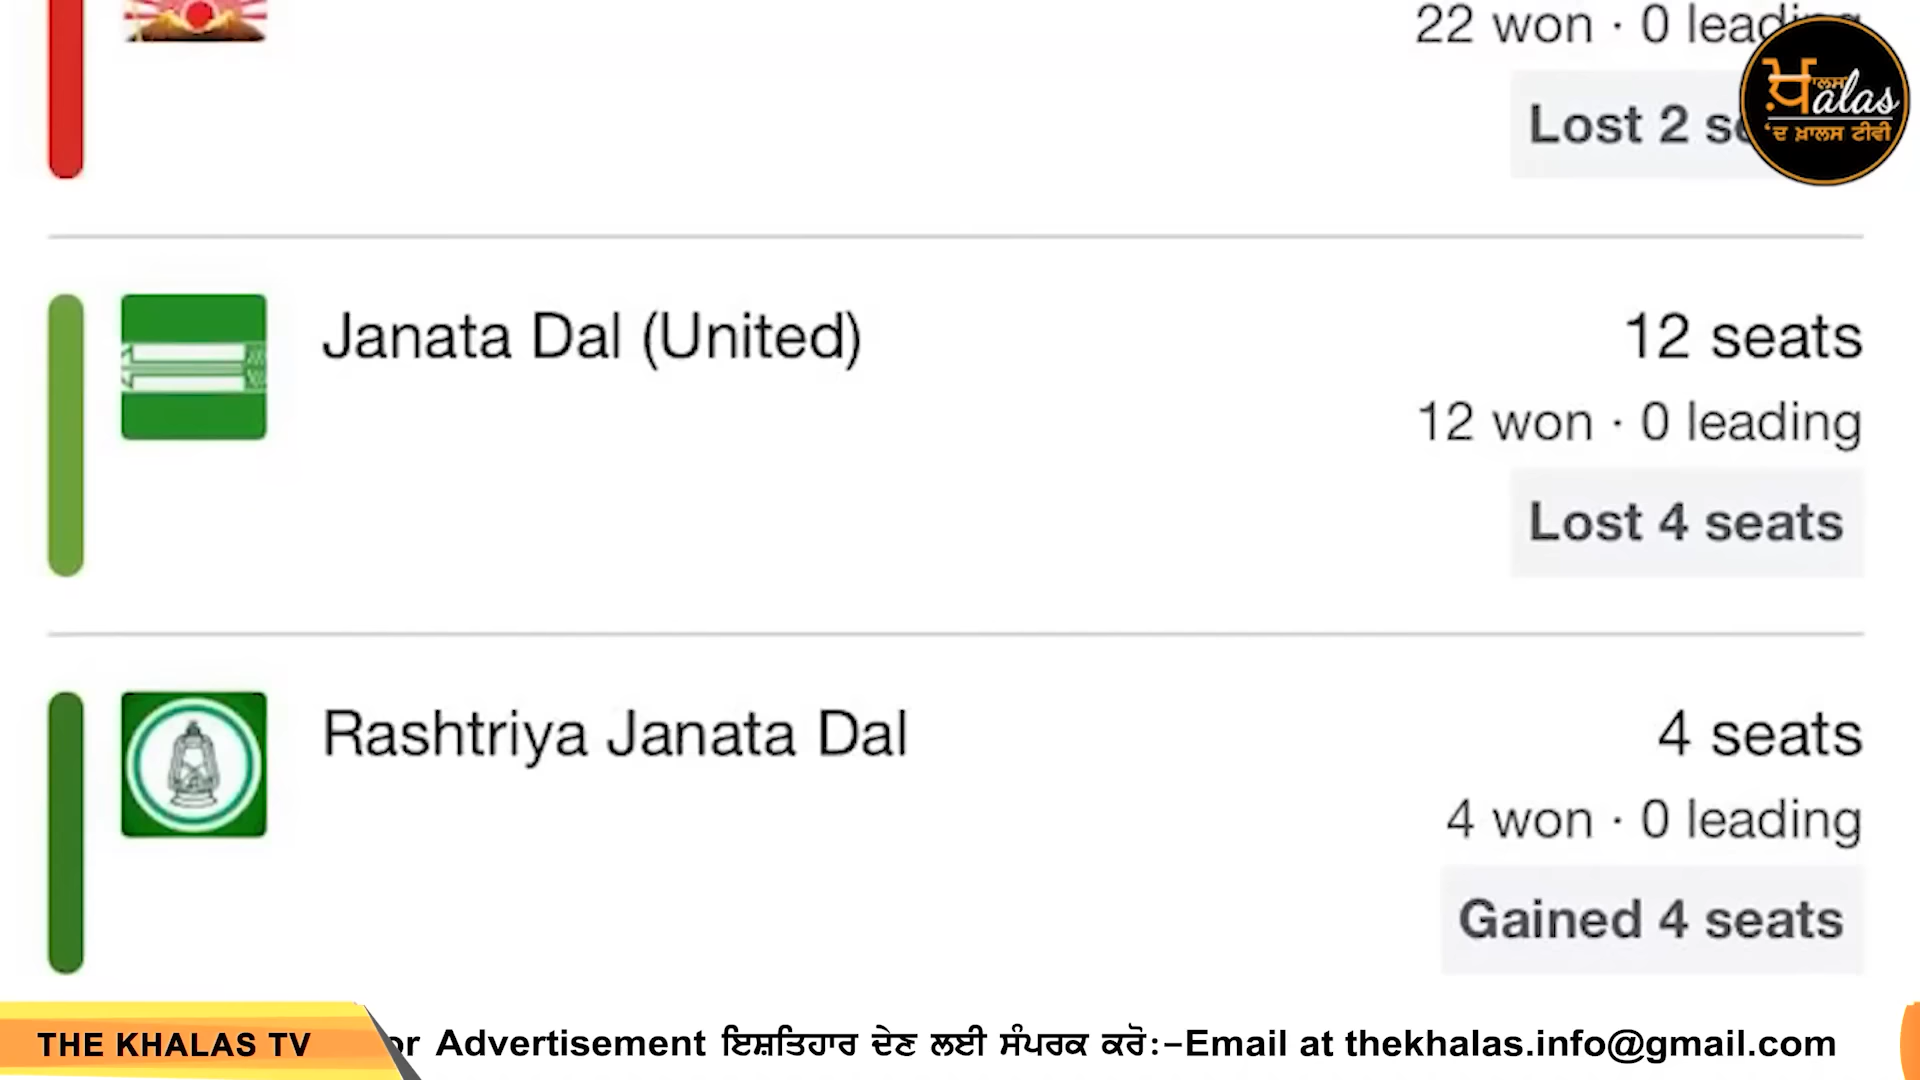 22 won · 0
Lost 2
ਖ਼ਾਲਸ
alas
'ਦ ਖ਼ਾਲਸ ਟੀਵੀ
Janata Dal (United)
12 seats
12 won · 0 leading
Lost 4 seats
Rashtriya Janata Dal
4 seats
4 won · 0 leading
Gained 4 seats
THE KHALAS TV
or Advertisement ਇਸ਼ਤਿਹਾਰ ਦੇਣ ਲਈ ਸੰਪਰਕ ਕਰੋ:-Email at thekhalas.info@gmail.com